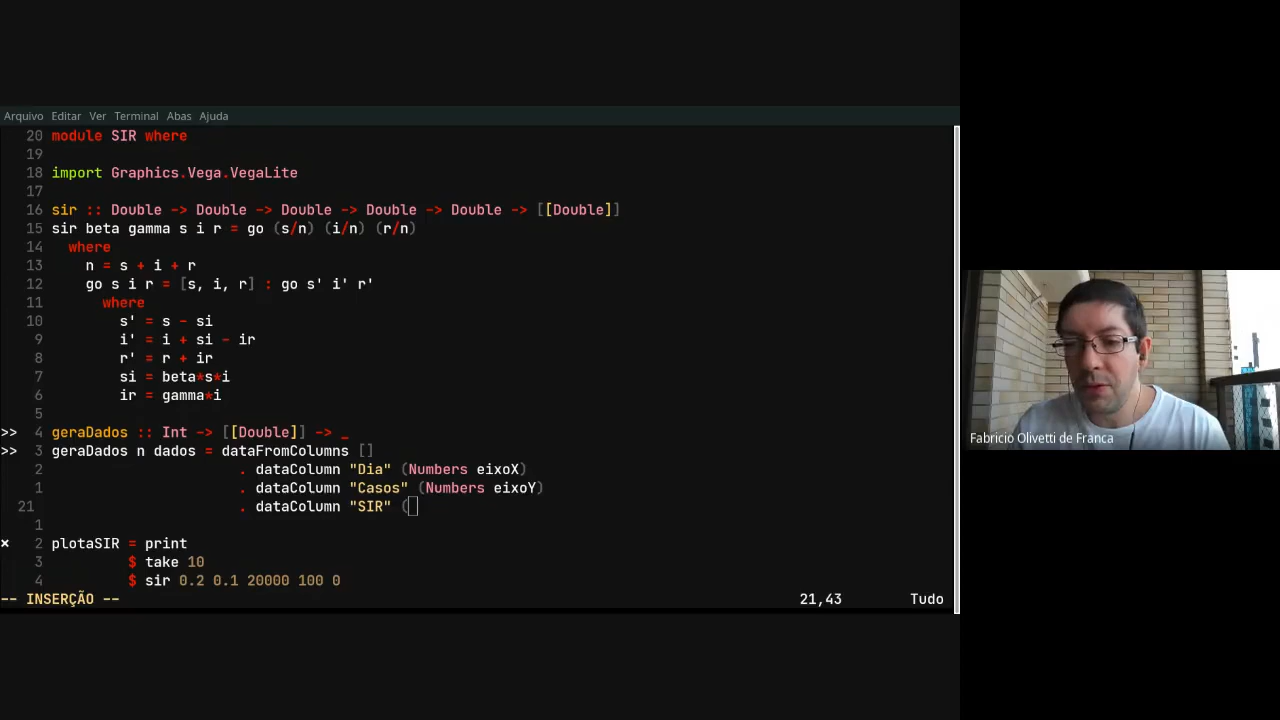 Arquivo Editar Ver Terminal Abas Ajuda
20 module SIR where
19
18 import Graphics.Vega.VegaLite
17
16 sir :: Double -> Double -> Double -> Double -> Double -> [[Double]]
15 sir beta gamma s i r = go (s/n) (i/n) (r/n)
14   where
13     n = s + i + r
12     go s i r = [s, i, r] : go s' i' r'
11       where
10         s' = s - si
9         i' = i + si - ir
8         r' = r + ir
7         si = beta*s*i
6         ir = gamma*i
5
>> 4 geraDados :: Int -> [[Double]] -> _
>> 3 geraDados n dados = dataFromColumns []
2                       . dataColumn "Dia" (Numbers eixoX)
1                       . dataColumn "Casos" (Numbers eixoY)
21                       . dataColumn "SIR" (
1
× 2 plotaSIR = print
3          $ take 10
4          $ sir 0.2 0.1 20000 100 0
-- INSERÇÃO -- 21,43 Tudo
Fabricio Olivetti de Franca